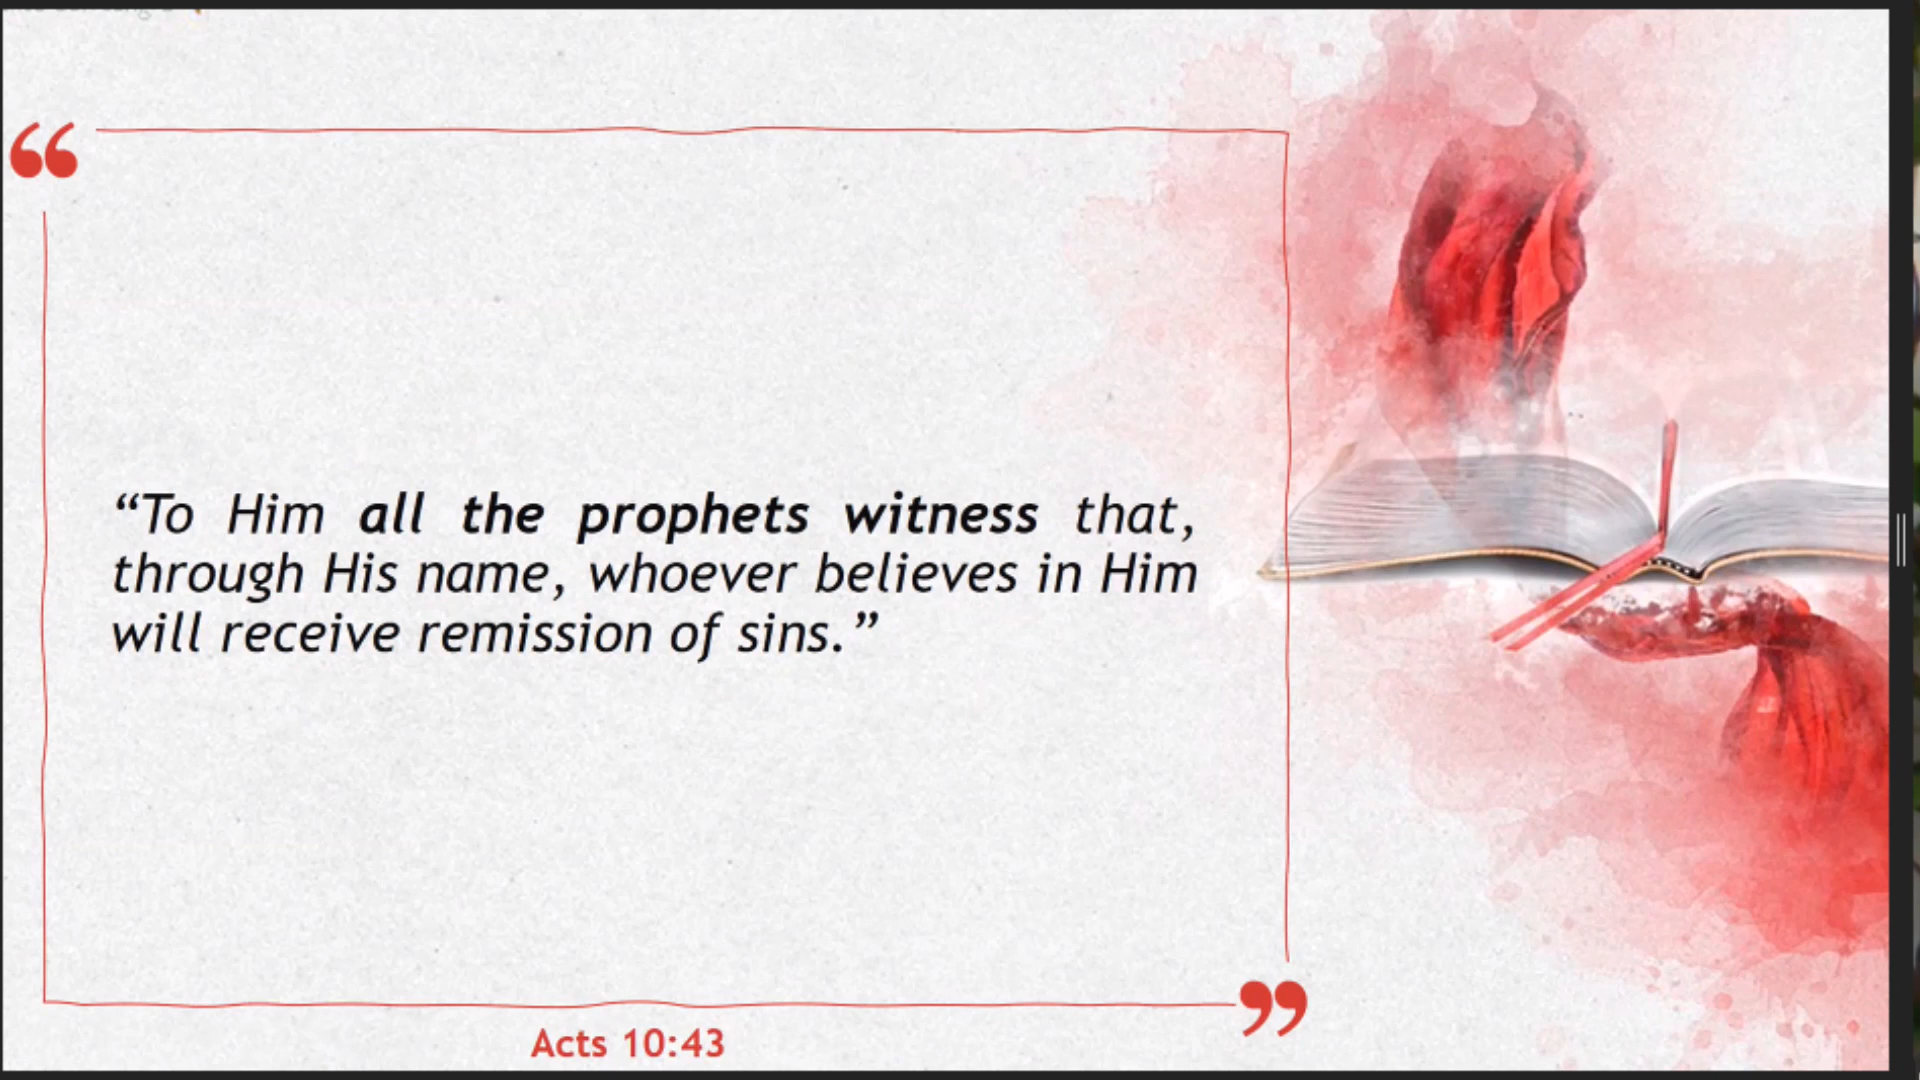 “To Him all the prophets witness that,
through His name, whoever believes in Him
will receive remission of sins.”
Acts 10:43